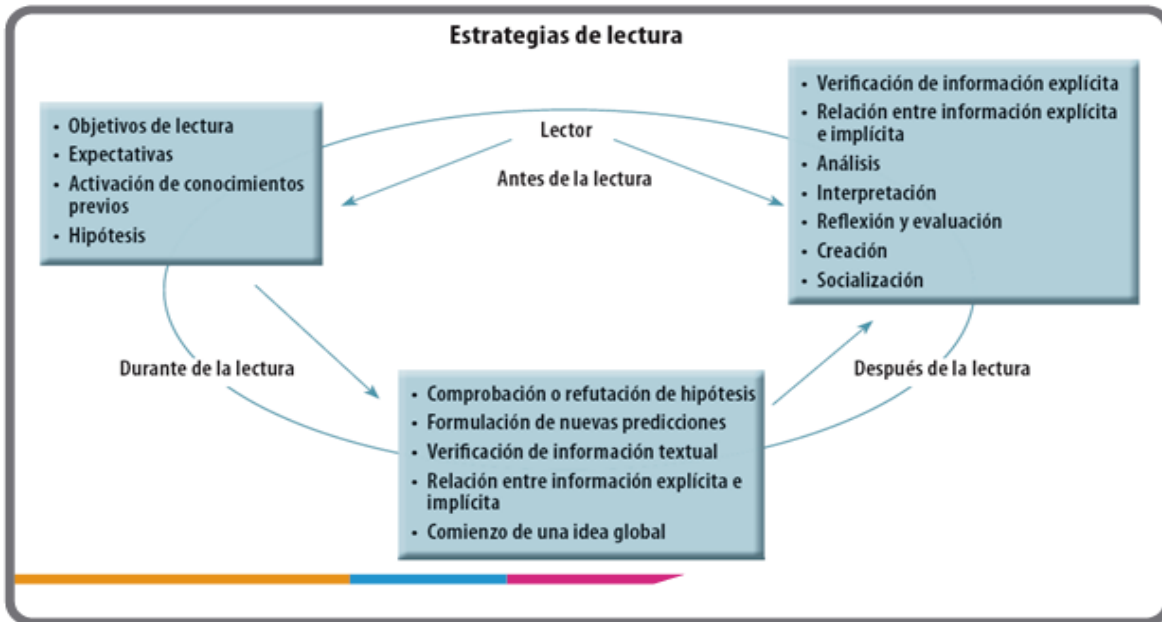 Estrategias de lectura
• Objetivos de lectura
• Expectativas
• Activación de conocimientos
previos
• Hipótesis
Lector
Antes de la lectura
• Verificación de información explícita
• Relación entre información explícita
e implícita
• Análisis
• Interpretación
• Reflexión y evaluación
• Creación
• Socialización
Durante de la lectura
• Comprobación o refutación de hipótesis
• Formulación de nuevas predicciones
• Verificación de información textual
• Relación entre información explícita e
implícita
• Comienzo de una idea global
Después de la lectura